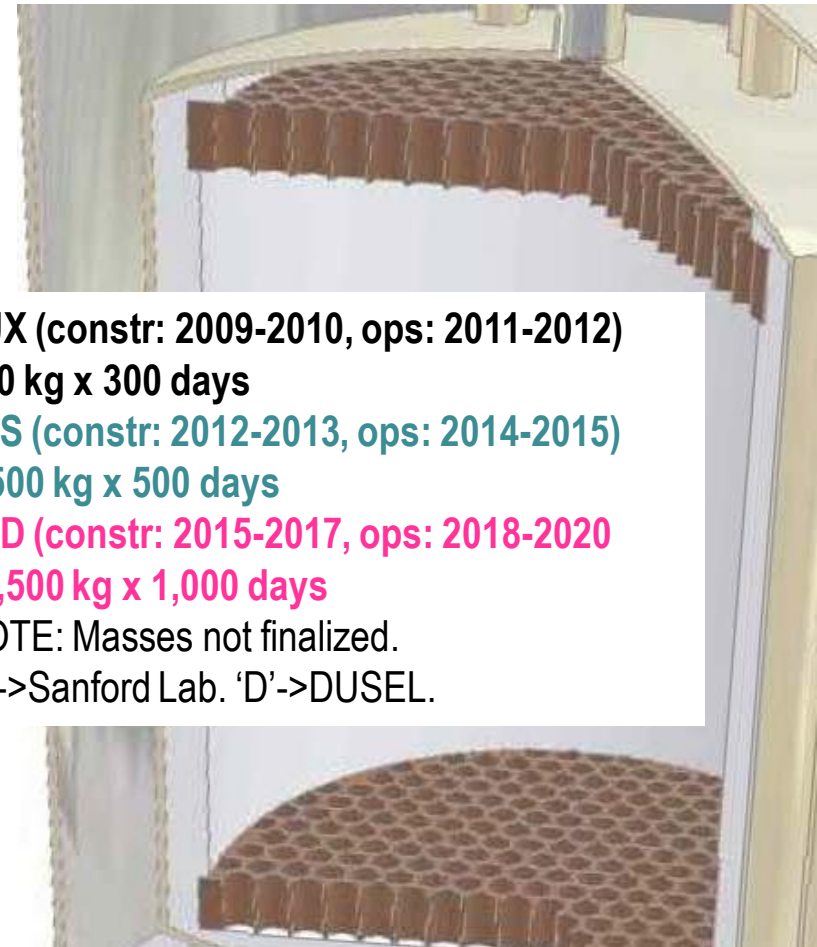 UX (constr: 2009-2010, ops: 2011-2012)
0 kg x 300 days
S (constr: 2012-2013, ops: 2014-2015)
500 kg x 500 days
D (constr: 2015-2017, ops: 2018-2020
,500 kg x 1,000 days
OTE: Masses not finalized.
->Sanford Lab. ‘D’->DUSEL.